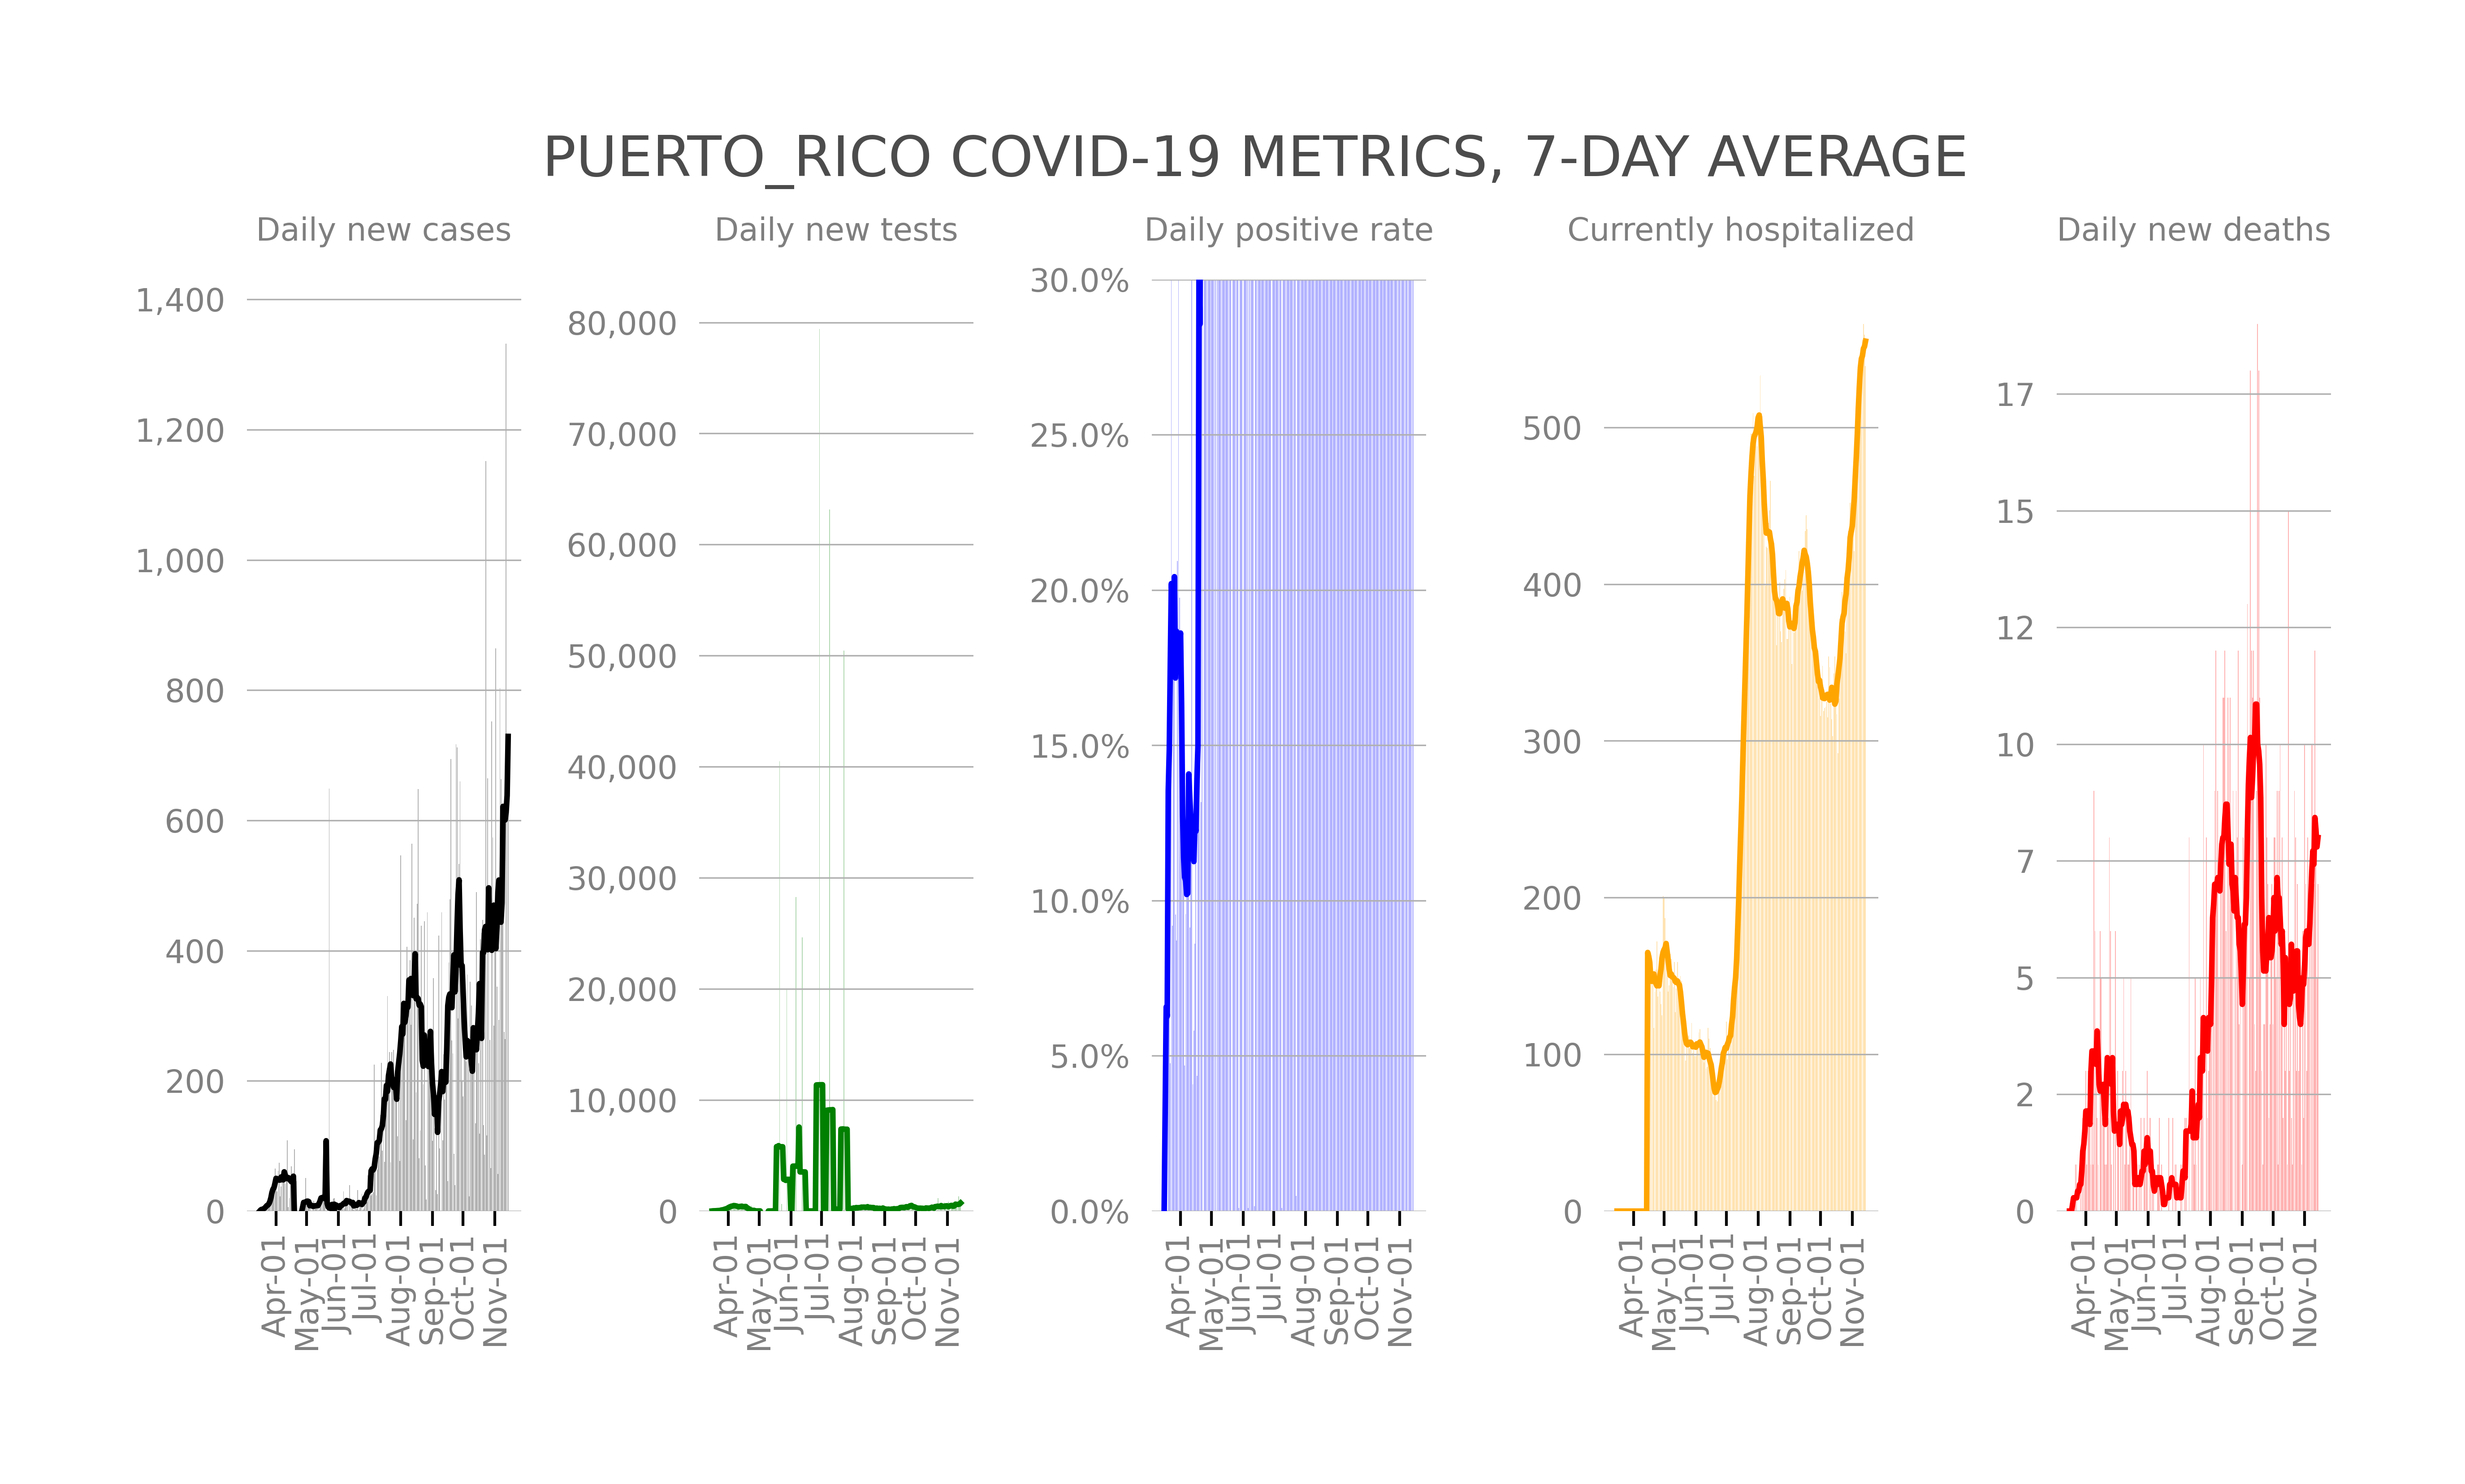 PUERTO_RICO COVID-19 METRICS, 7-DAY AVERAGE
Daily new cases
1,400
1,200
1,000
800
600
400
200
0
Apr-01
May-01
Jun-01
Jul-01
Aug-01
Sep-01
Oct-01
Nov-01
Daily new tests
80,000
70,000
60,000
50,000
40,000
30,000
20,000
10,000
0
Apr-01
May-01
Jun-01
Jul-01
Aug-01
Sep-01
Oct-01
Nov-01
Daily positive rate
30.0%
25.0%
20.0%
15.0%
10.0%
5.0%
0.0%
Apr-01
May-01
Jun-01
Jul-01
Aug-01
Sep-01
Oct-01
Nov-01
Currently hospitalized
500
400
300
200
100
0
Apr-01
May-01
Jun-01
Jul-01
Aug-01
Sep-01
Oct-01
Nov-01
Daily new deaths
17
15
12
10
7
5
2
0
Apr-01
May-01
Jun-01
Jul-01
Aug-01
Sep-01
Oct-01
Nov-01